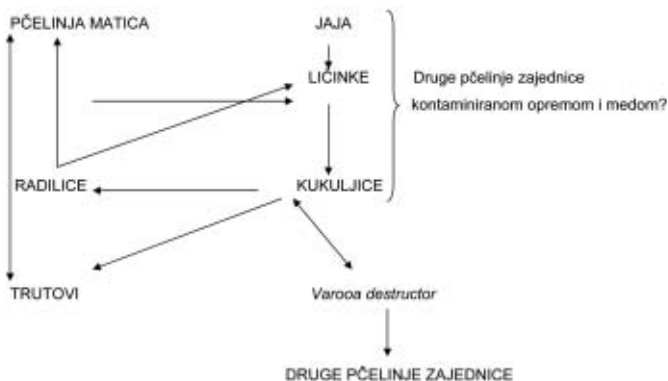 PČELINJA MATICA
JAJA
LIČINKE
Druge pčelinje zajednice
kontaminiranom opremom i medom?
RADILICE
KUKULJICE
TRUTOVI
Varooa destructor
DRUGE PČELINJE ZAJEDNICE